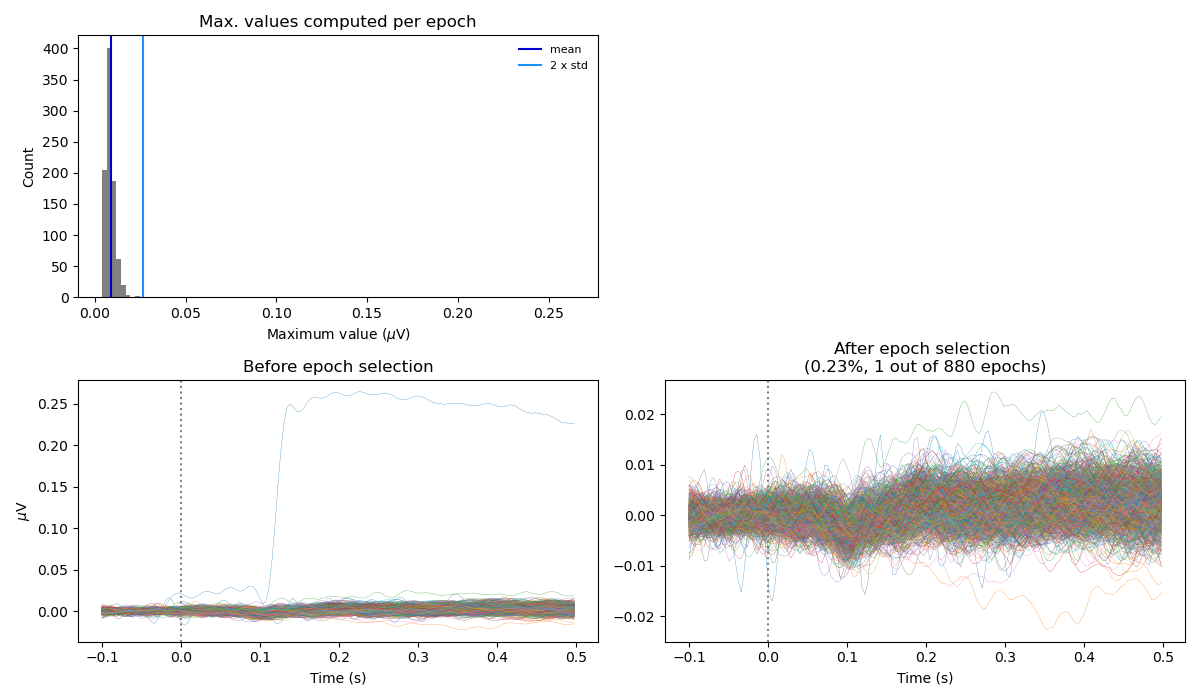 Max. values computed per epoch
400
350
300
250
200
150
100
50
0
Count
mean
2 x std
0.00 0.05 0.10 0.15 0.20 0.25
Maximum value (μV)
Before epoch selection
0.25
0.20
0.15
0.10
0.05
0.00
μV
−0.1 0.0 0.1 0.2 0.3 0.4 0.5
Time (s)
After epoch selection
(0.23%, 1 out of 880 epochs)
0.02
0.01
0.00
−0.01
−0.02
−0.1 0.0 0.1 0.2 0.3 0.4 0.5
Time (s)